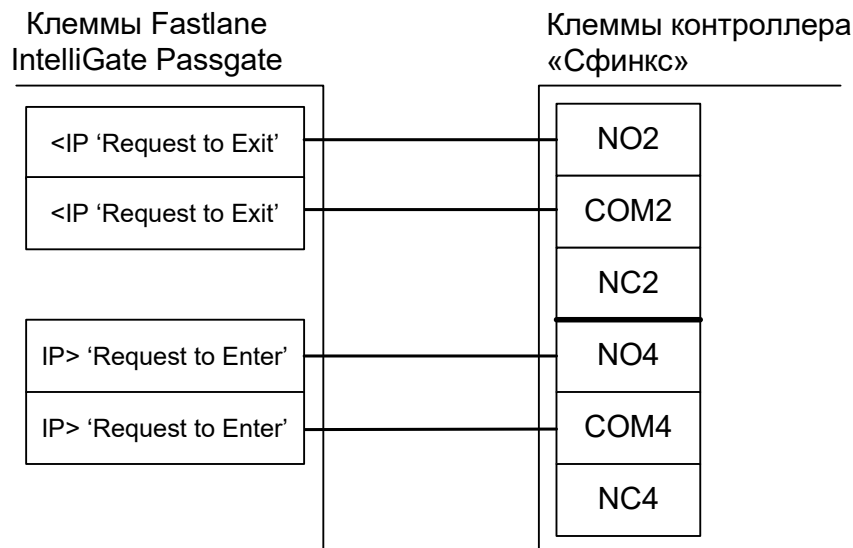 Клеммы Fastlane
IntelliGate Passgate
Клеммы контроллера
«Сфинкс»
<IP ‘Request to Exit’
<IP ‘Request to Exit’
IP> ‘Request to Enter’
IP> ‘Request to Enter’
NO2
COM2
NC2
NO4
COM4
NC4